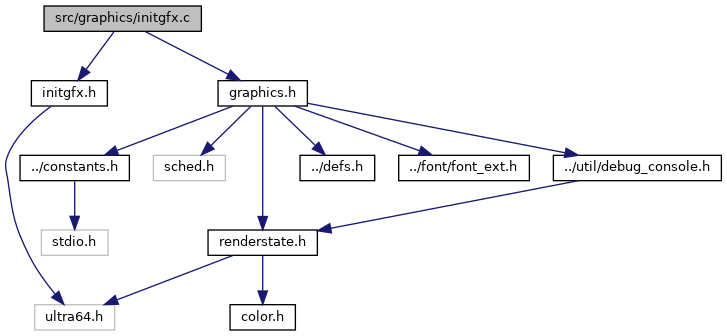 src/graphics/initgfx.c
initgfx.h
graphics.h
../constants.h
sched.h
../defs.h
../font/font_ext.h
../util/debug_console.h
stdio.h
renderstate.h
ultra64.h
color.h